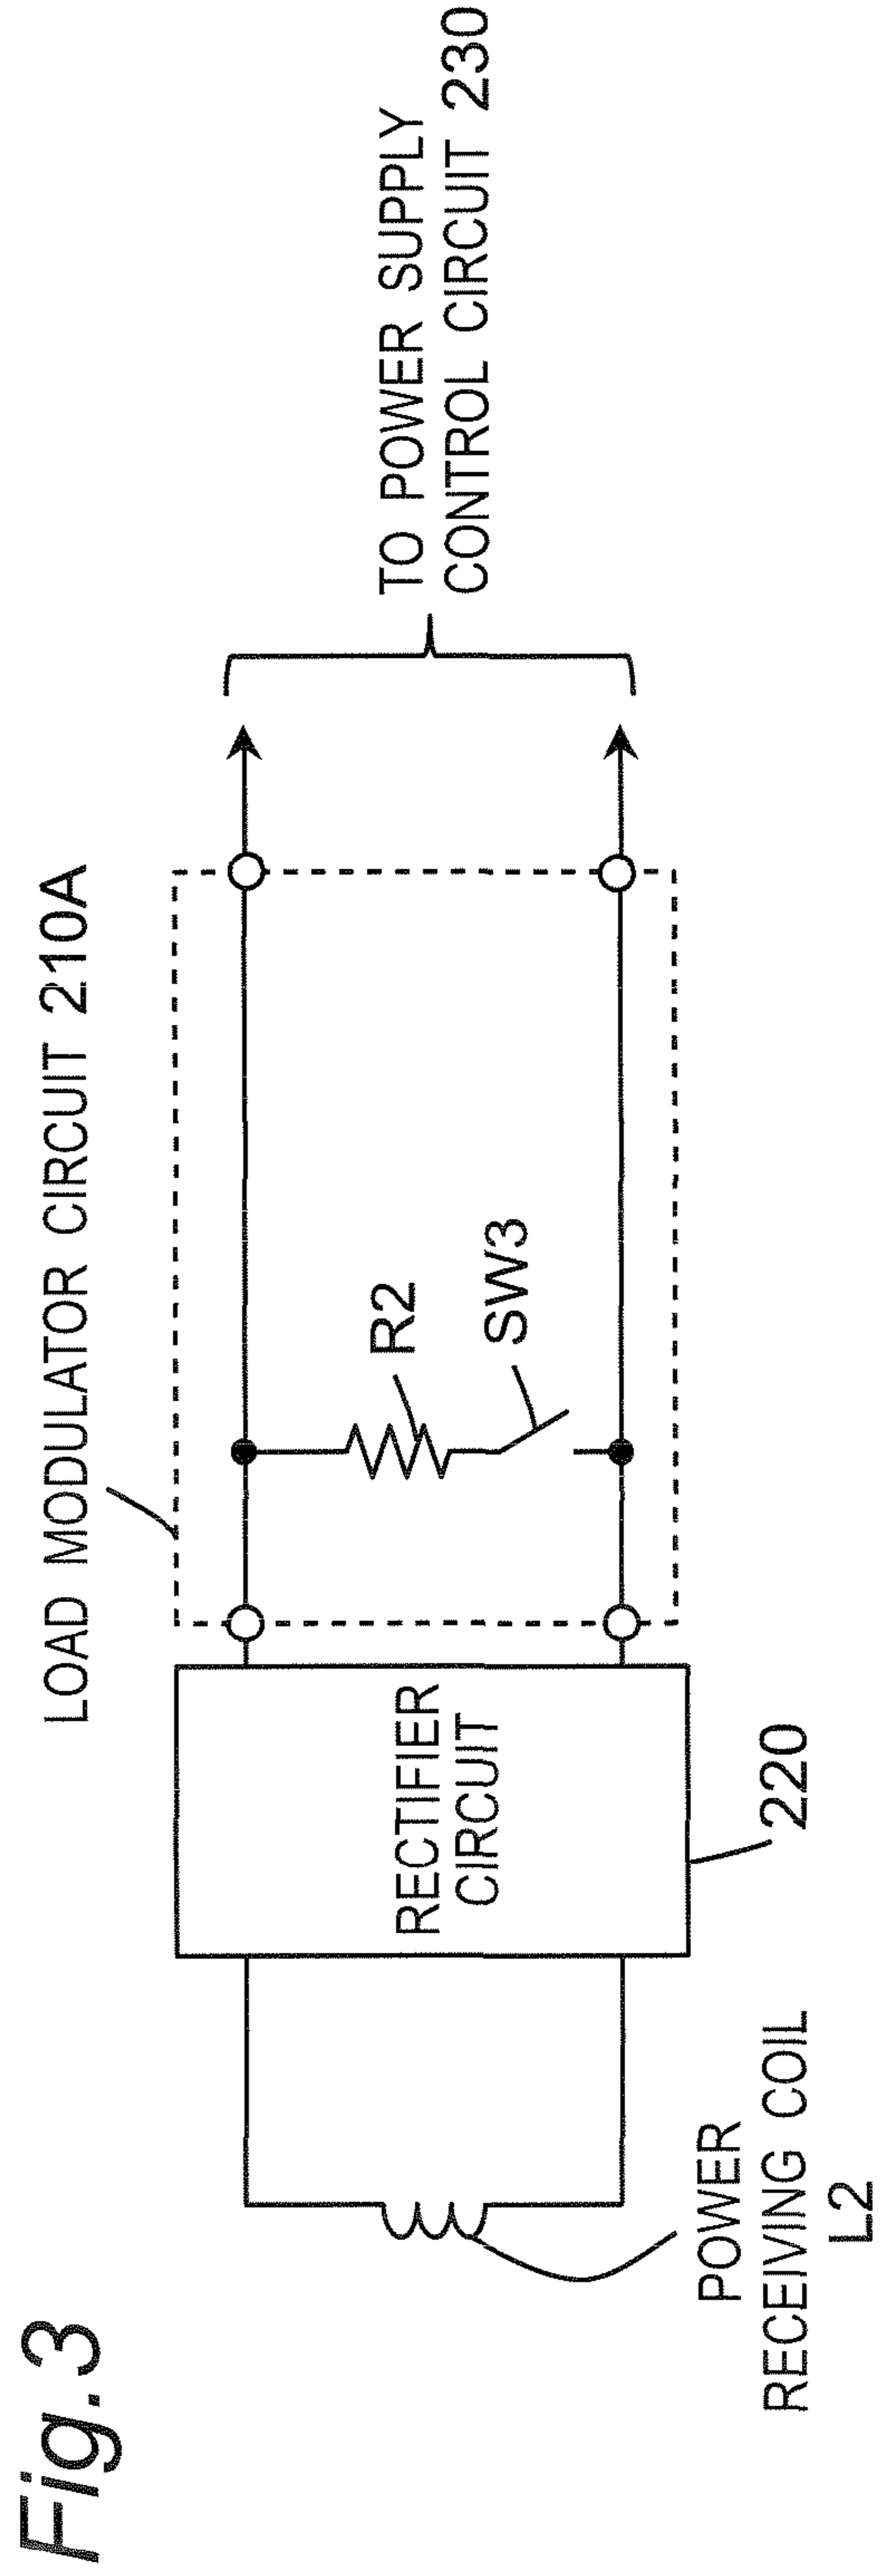 Fig.3
LOAD MODULATOR CIRCUIT 210A
TO POWER SUPPLY
CONTROL CIRCUIT 230
R2
SW3
RECTIFIER
CIRCUIT
220
POWER
RECEIVING COIL
L2